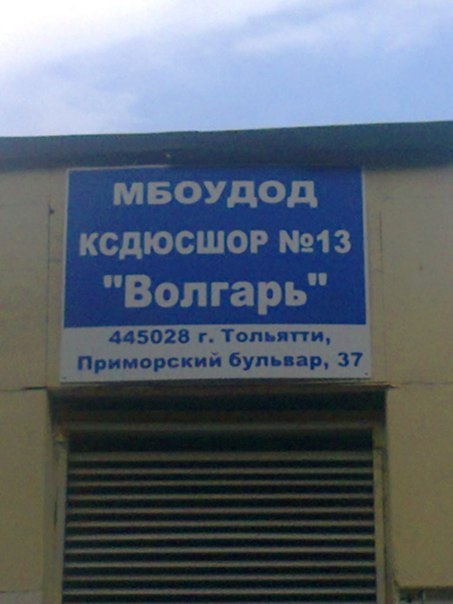 МБОУДОД
КСДЮСШОР №13
"Волгарь"
445028 г. Тольятти,
Приморский бульвар, 37